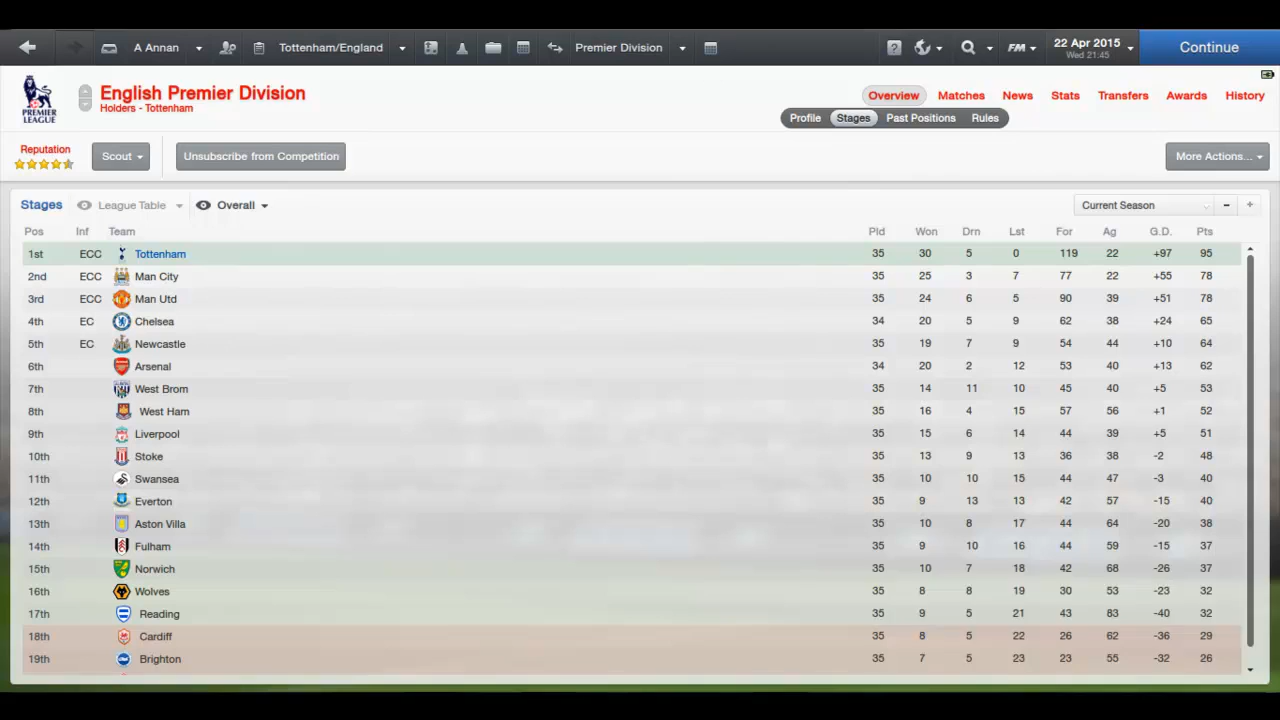 A Annan Tottenham/England Premier Division ? FM 22 Apr 2015 Continue
Wed 21:45
English Premier Division
Holders - Tottenham
PREMIER
LEAGUE
Overview Matches News Stats Transfers Awards History
Profile Stages Past Positions Rules
Reputation
Scout Unsubscribe from Competition More Actions...
Stages League Table Overall Current Season - +
Pos Inf Team Pld Won Drn Lst For Ag G.D. Pts
1st ECC Tottenham 35 30 5 0 119 22 +97 95
2nd ECC Man City 35 25 3 7 77 22 +55 78
3rd ECC Man Utd 35 24 6 5 90 39 +51 78
4th EC Chelsea 34 20 5 9 62 38 +24 65
5th EC Newcastle 35 19 7 9 54 44 +10 64
6th Arsenal 34 20 2 12 53 40 +13 62
7th West Brom 35 14 11 10 45 40 +5 53
8th West Ham 35 16 4 15 57 56 +1 52
9th Liverpool 35 15 6 14 44 39 +5 51
10th Stoke 35 13 9 13 36 38 -2 48
11th Swansea 35 10 10 15 44 47 -3 40
12th Everton 35 9 13 13 42 57 -15 40
13th Aston Villa 35 10 8 17 44 64 -20 38
14th Fulham 35 9 10 16 44 59 -15 37
15th Norwich 35 10 7 18 42 68 -26 37
16th Wolves 35 8 8 19 30 53 -23 32
17th Reading 35 9 5 21 43 83 -40 32
18th Cardiff 35 8 5 22 26 62 -36 29
19th Brighton 35 7 5 23 23 55 -32 26